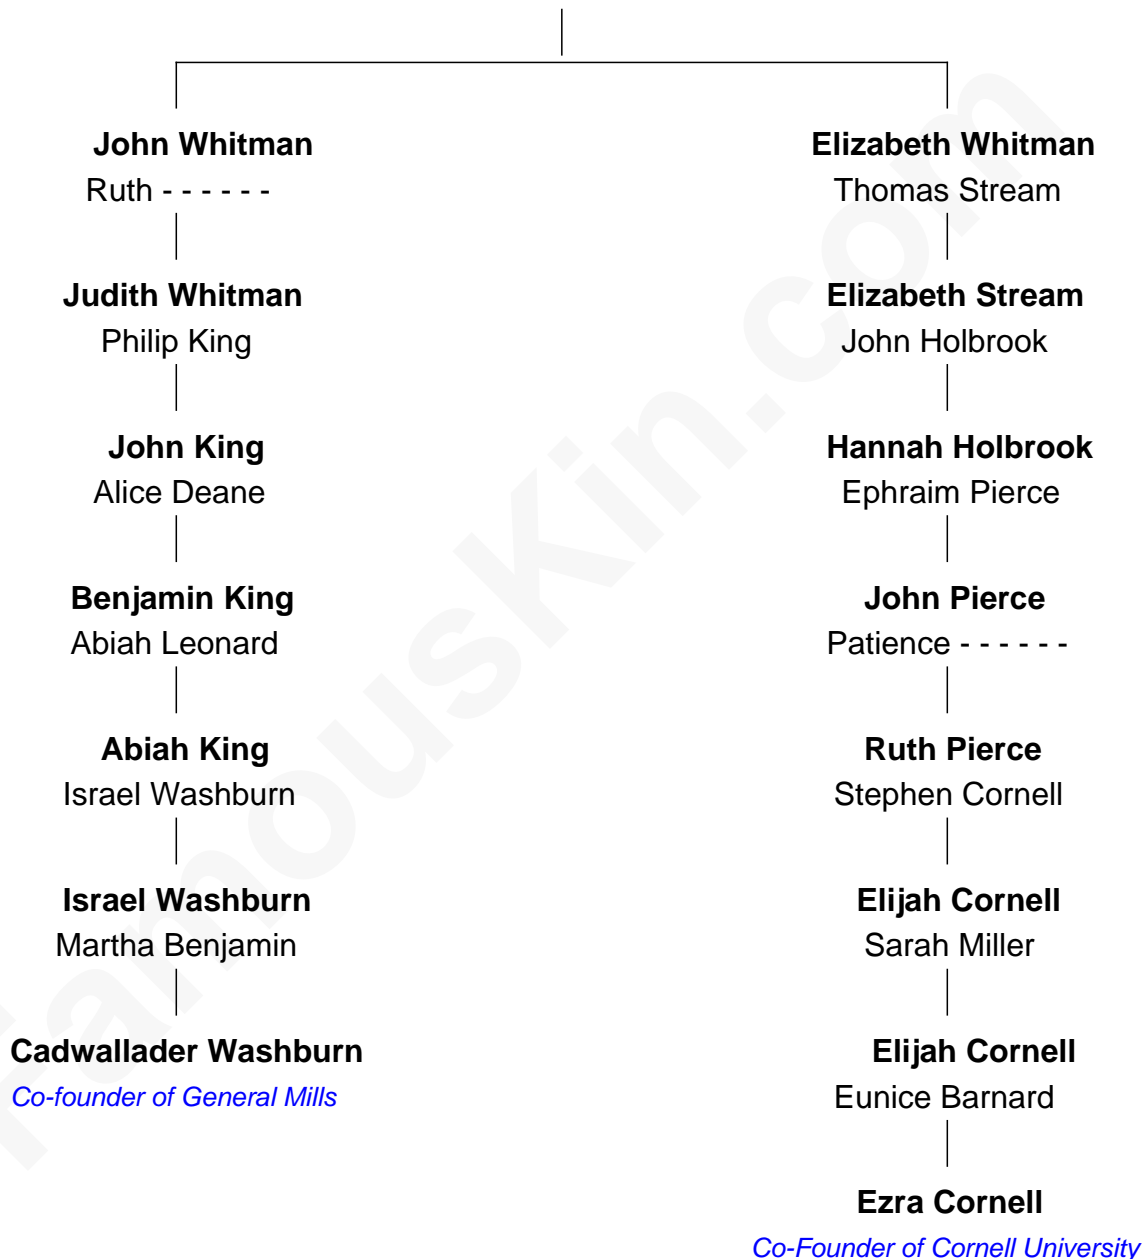 John Whitman
Ruth - - - - - -
Judith Whitman
Philip King
John King
Alice Deane
Benjamin King
Abiah Leonard
Abiah King
Israel Washburn
Israel Washburn
Martha Benjamin
Cadwallader Washburn
Co-founder of General Mills
Elizabeth Whitman
Thomas Stream
Elizabeth Stream
John Holbrook
Hannah Holbrook
Ephraim Pierce
John Pierce
Patience - - - - - -
Ruth Pierce
Stephen Cornell
Elijah Cornell
Sarah Miller
Elijah Cornell
Eunice Barnard
Ezra Cornell
Co-Founder of Cornell University
FamousKin.com